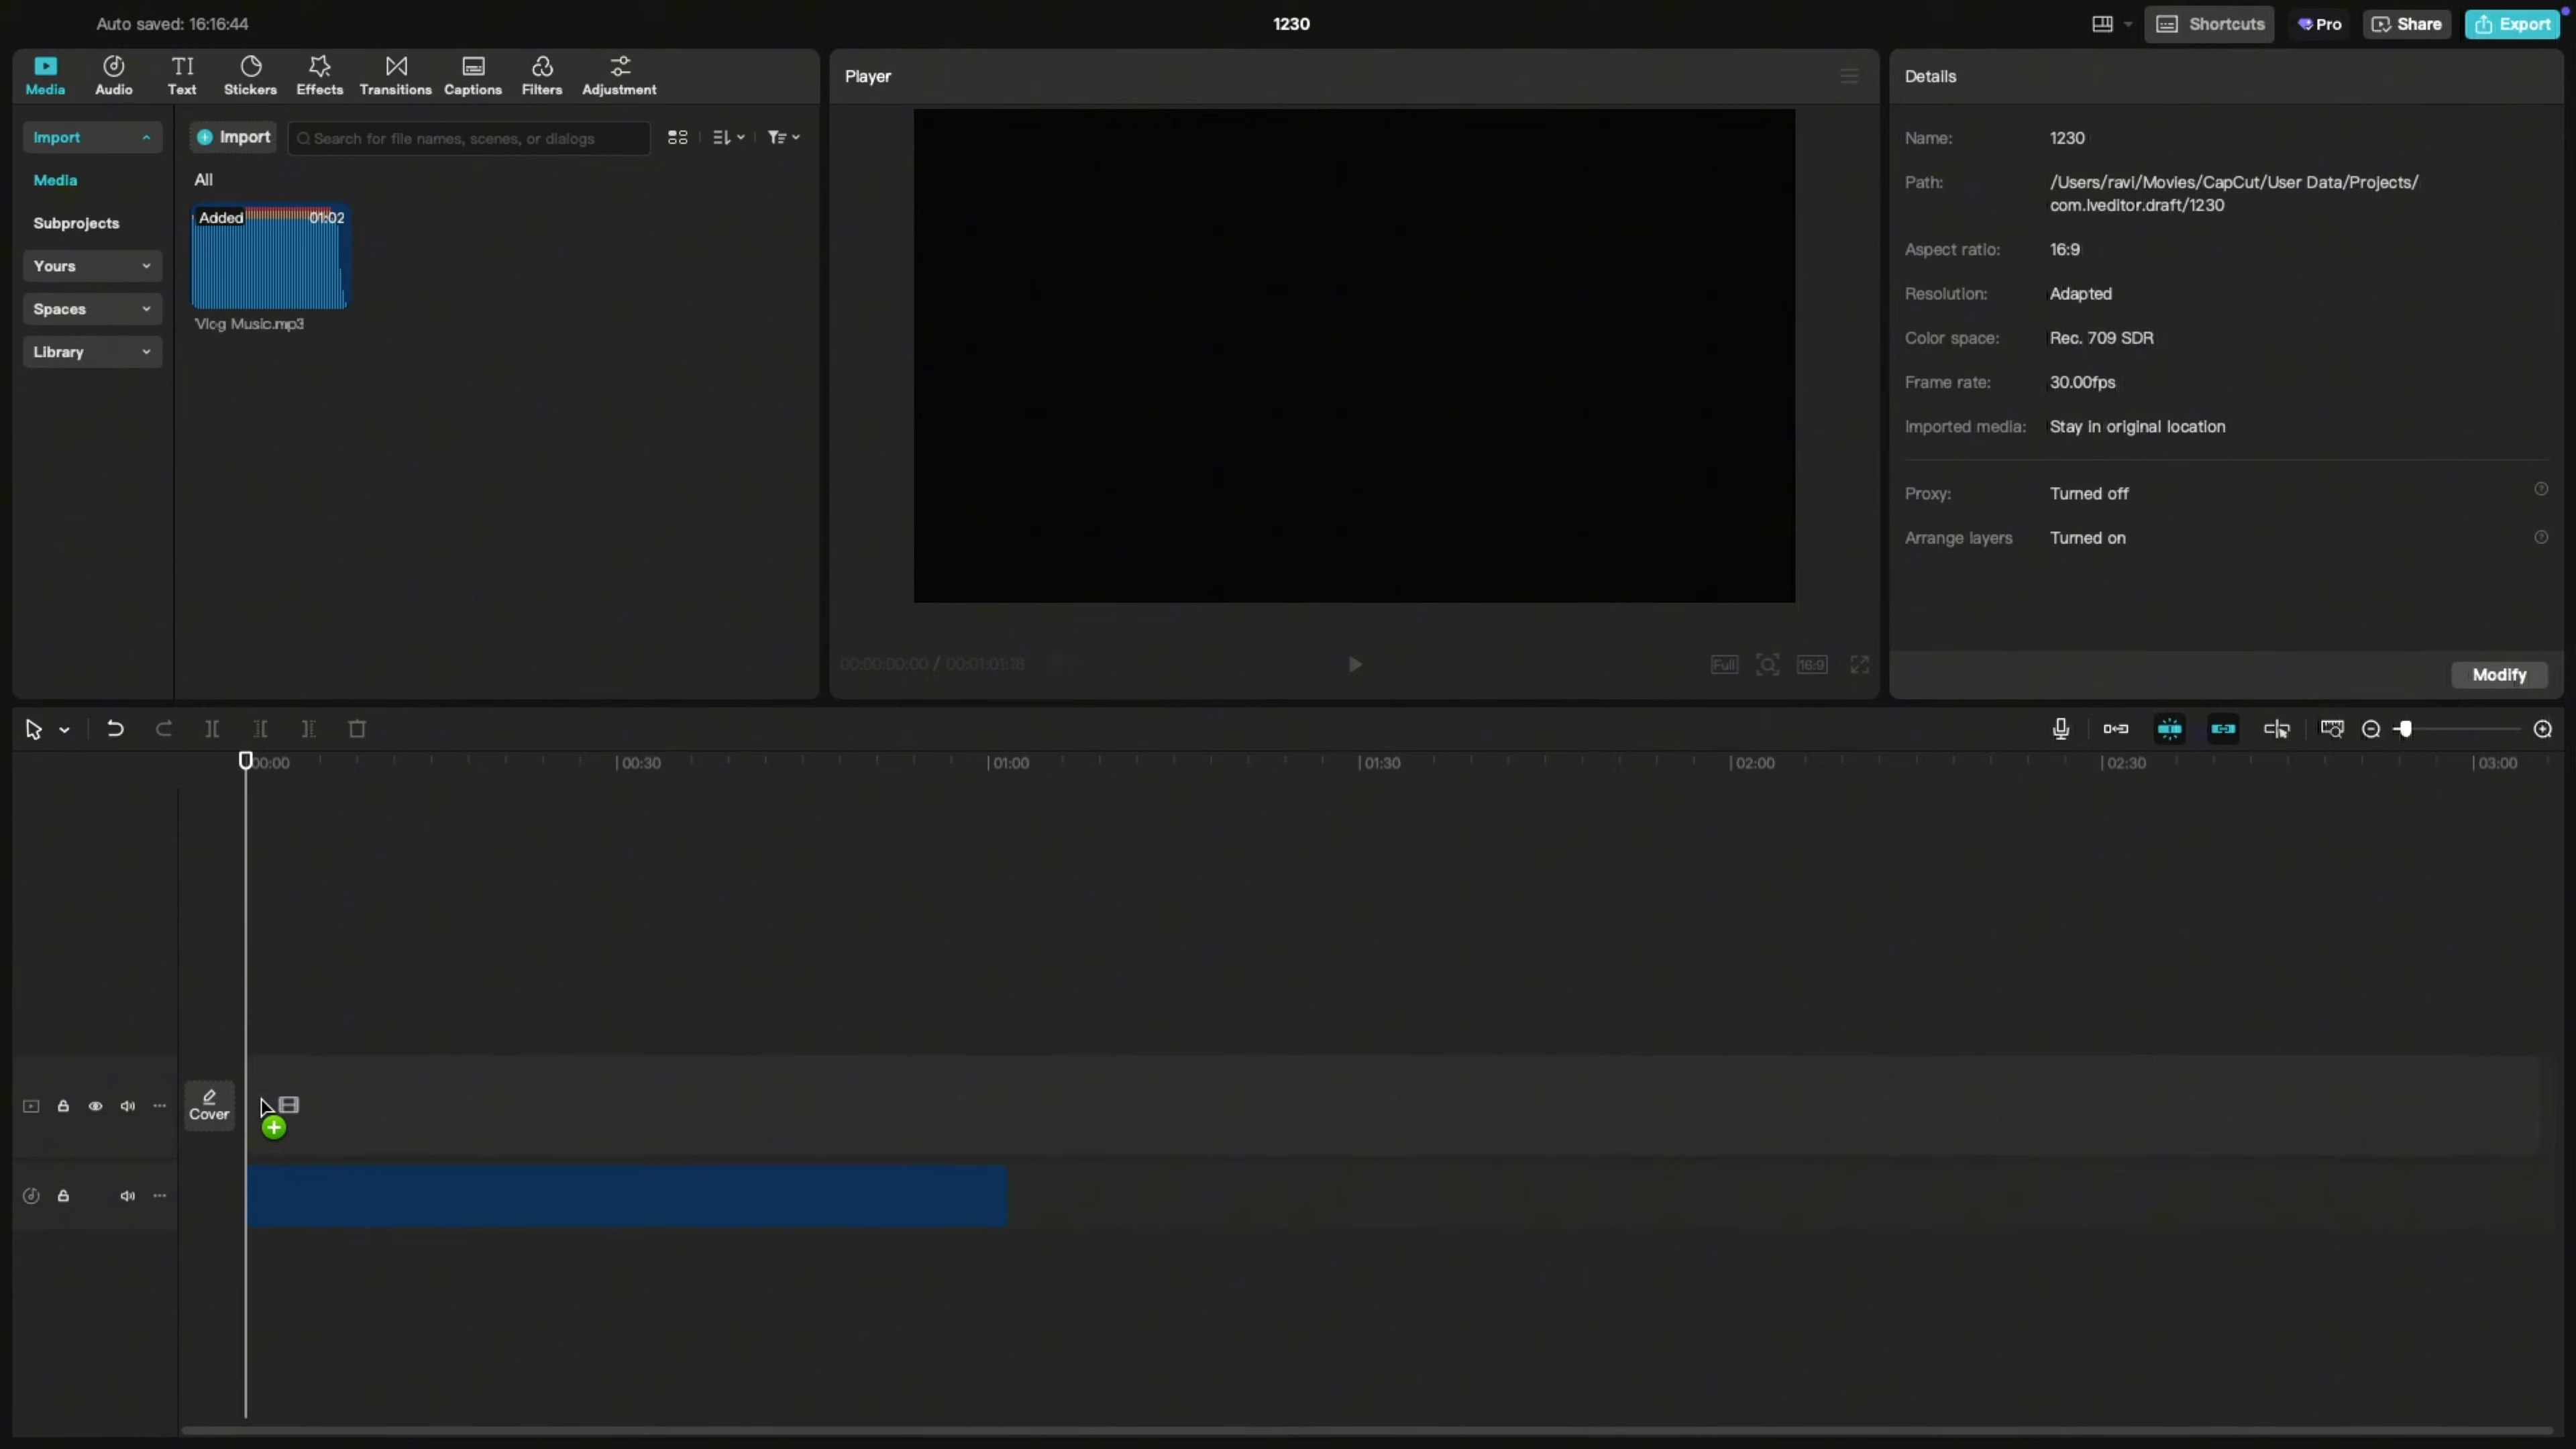 Auto saved: 16:16:44
1230
Shortcuts
Pro
Share
Export
Media
Audio
Text
Stickers
Effects
Transitions
Captions
Filters
Adjustment
Import
Media
Subprojects
Yours
Spaces
Library
Import
Search for file names, scenes, or dialogs
All
Added
01:02
Vlog Music.mp3
Player
00:00:00:00 / 00:01:01:18
Full
16:9
Details
Name:
1230
Path:
/Users/ravi/Movies/CapCut/User Data/Projects/
com.lveditor.draft/1230
Aspect ratio:
16:9
Resolution:
Adapted
Color space:
Rec. 709 SDR
Frame rate:
30.00fps
Imported media:
Stay in original location
Proxy:
Turned off
Arrange layers
Turned on
Modify
00:00
00:30
01:00
01:30
02:00
02:30
03:00
Cover